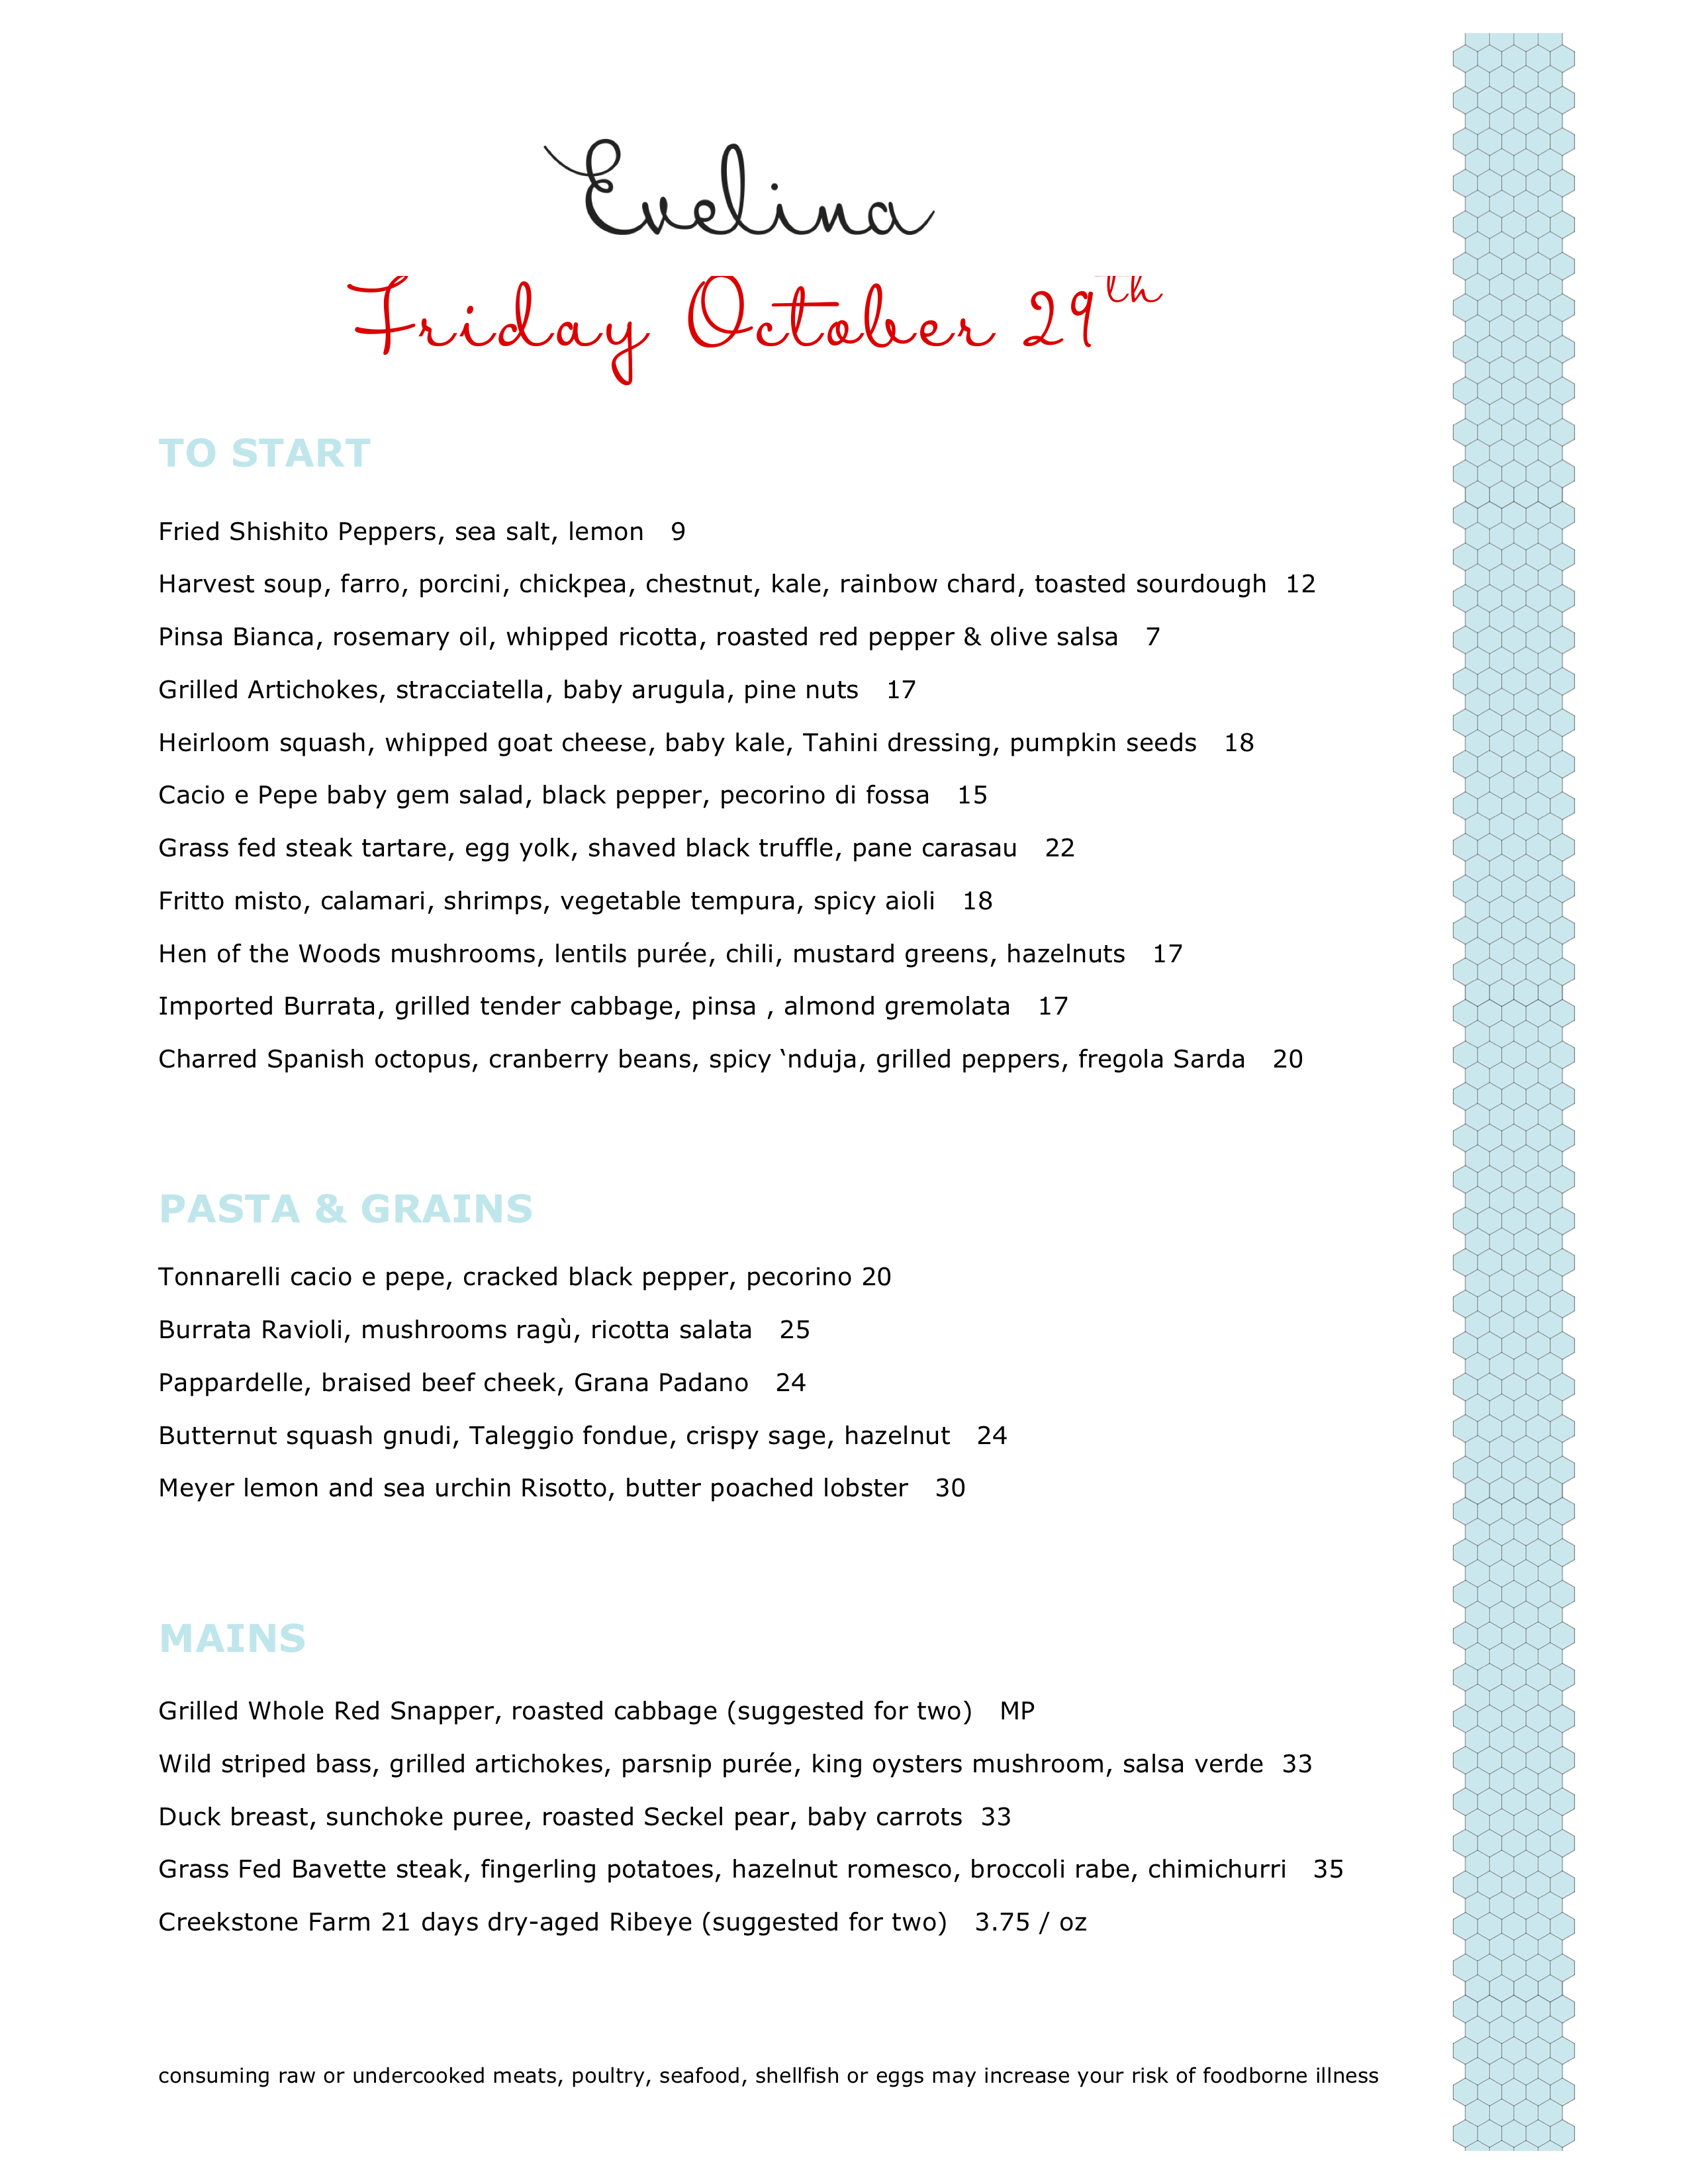 Evelina
Friday October 29th
TO START
Fried Shishito Peppers, sea salt, lemon 9
Harvest soup, farro, porcini, chickpea, chestnut, kale, rainbow chard, toasted sourdough 12
Pinsa Bianca, rosemary oil, whipped ricotta, roasted red pepper & olive salsa 7
Grilled Artichokes, stracciatella, baby arugula, pine nuts 17
Heirloom squash, whipped goat cheese, baby kale, Tahini dressing, pumpkin seeds 18
Cacio e Pepe baby gem salad, black pepper, pecorino di fossa 15
Grass fed steak tartare, egg yolk, shaved black truffle, pane carasau 22
Fritto misto, calamari, shrimps, vegetable tempura, spicy aioli 18
Hen of the Woods mushrooms, lentils purée, chili, mustard greens, hazelnuts 17
Imported Burrata, grilled tender cabbage, pinsa , almond gremolata 17
Charred Spanish octopus, cranberry beans, spicy ‘nduja, grilled peppers, fregola Sarda 20
PASTA & GRAINS
Tonnarelli cacio e pepe, cracked black pepper, pecorino 20
Burrata Ravioli, mushrooms ragù, ricotta salata 25
Pappardelle, braised beef cheek, Grana Padano 24
Butternut squash gnudi, Taleggio fondue, crispy sage, hazelnut 24
Meyer lemon and sea urchin Risotto, butter poached lobster 30
MAINS
Grilled Whole Red Snapper, roasted cabbage (suggested for two) MP
Wild striped bass, grilled artichokes, parsnip purée, king oysters mushroom, salsa verde 33
Duck breast, sunchoke puree, roasted Seckel pear, baby carrots 33
Grass Fed Bavette steak, fingerling potatoes, hazelnut romesco, broccoli rabe, chimichurri 35
Creekstone Farm 21 days dry-aged Ribeye (suggested for two) 3.75 / oz
consuming raw or undercooked meats, poultry, seafood, shellfish or eggs may increase your risk of foodborne illness